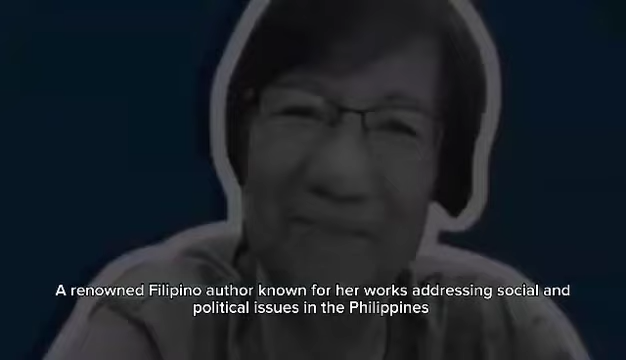 A renowned Filipino author known for her works addressing social and
political issues in the Philippines